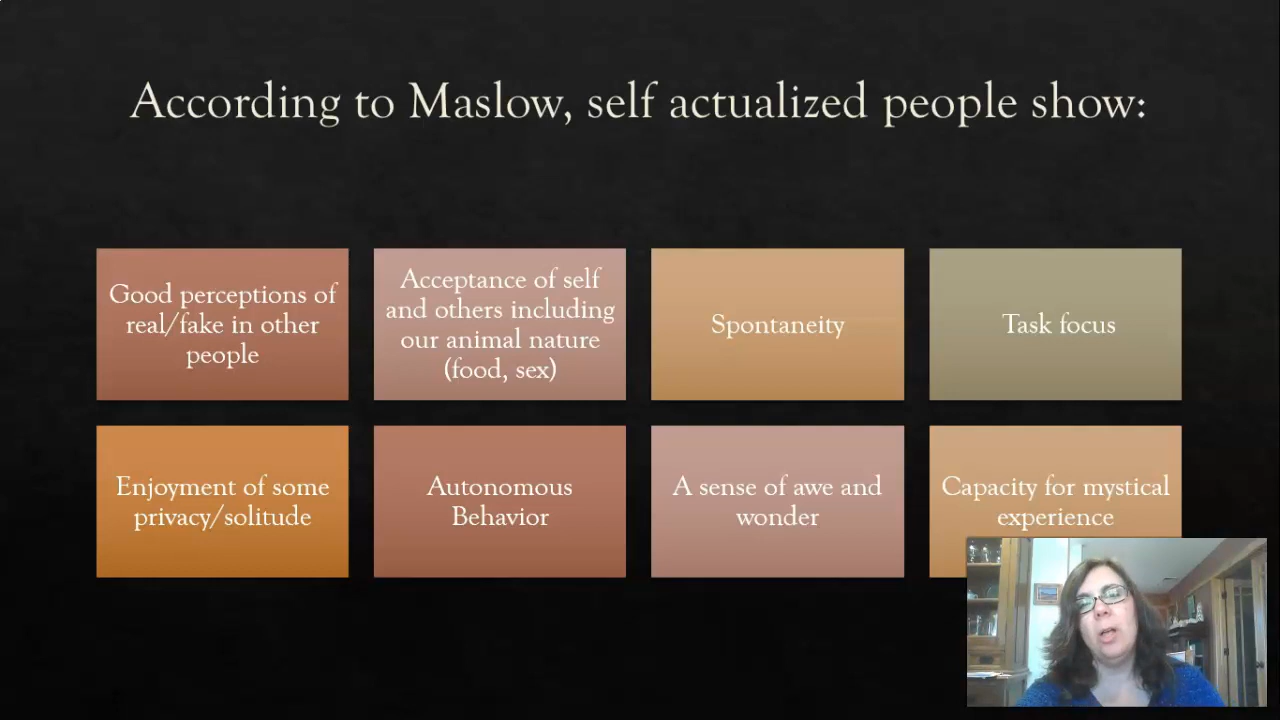 According to Maslow, self actualized people show:
Good perceptions of
real/fake in other
people
Acceptance of self
and others including
our animal nature
(food, sex)
Spontaneity
Task focus
Enjoyment of some
privacy/solitude
Autonomous
Behavior
A sense of awe and
wonder
Capacity for mystical
experience